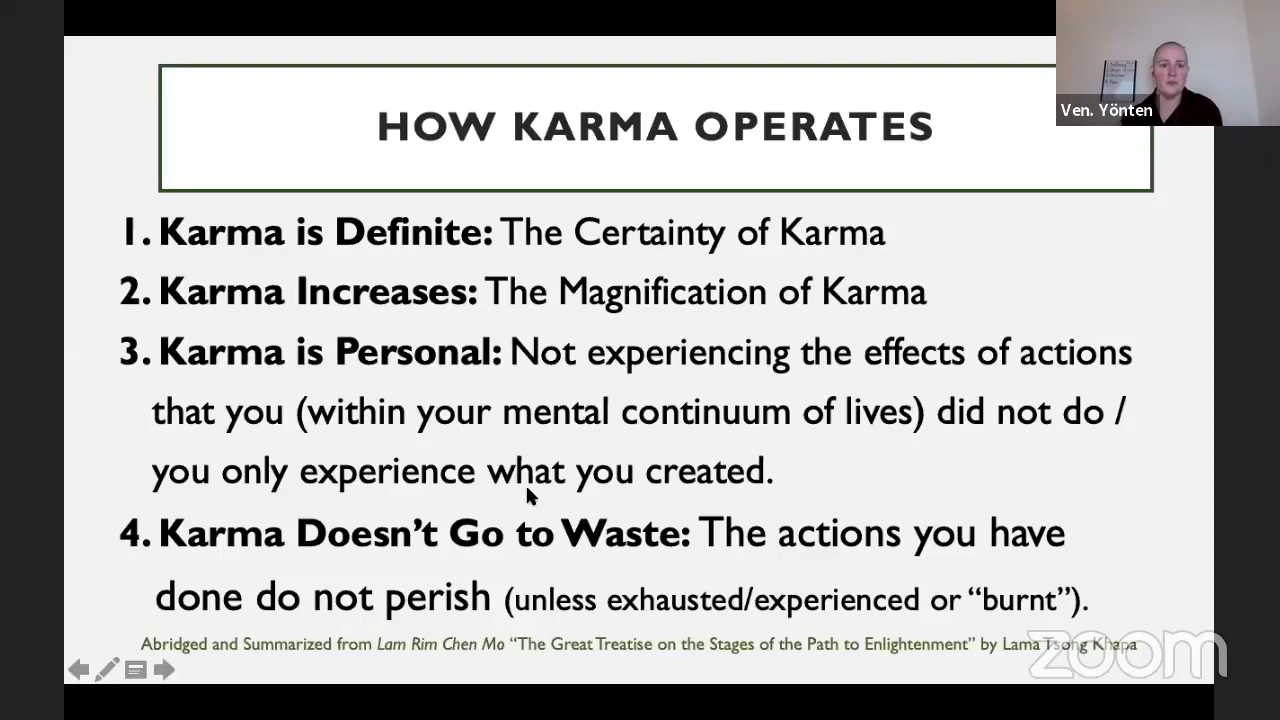 HOW KARMA OPERATES
Ven. Yönten
1. Karma is Definite: The Certainty of Karma
2. Karma Increases: The Magnification of Karma
3. Karma is Personal: Not experiencing the effects of actions
that you (within your mental continuum of lives) did not do /
you only experience what you created.
4. Karma Doesn't Go to Waste: The actions you have
done do not perish (unless exhausted/experienced or “burnt”).
Abridged and Summarized from Lam Rim Chen Mo “The Great Treatise on the Stages of the Path to Enlightenment” by Lama Tsong Khapa
zoom